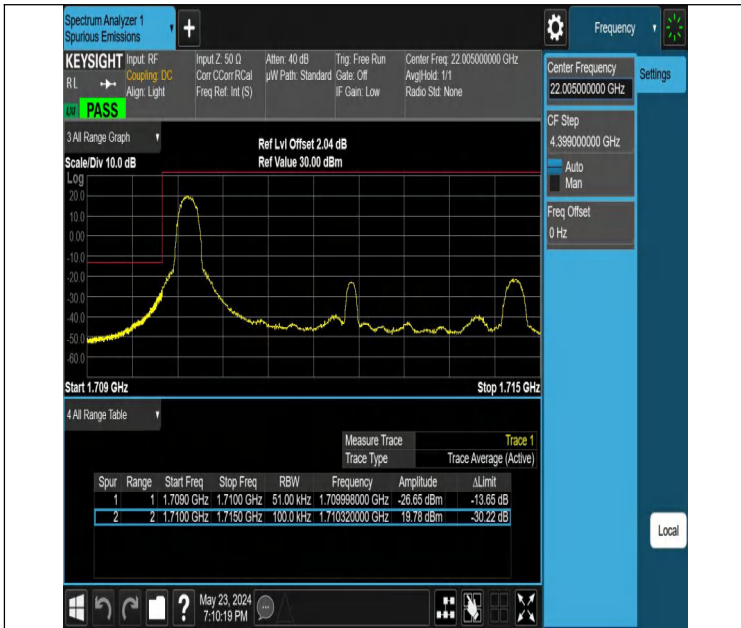 Spectrum Analyzer 1
Spurious Emissions
Frequency
KEYSIGHT
RL
Input: RF
Coupling: DC
Align: Light
Input Z: 50 Ω
Corr CCorr RCal
Freq Ref: Int (S)
Atten: 40 dB
µW Path: Standard
Trig: Free Run
Gate: Off
IF Gain: Low
Center Freq: 22.005000000 GHz
Avg|Hold: 1/1
Radio Std: None
PASS
Center Frequency
22.005000000 GHz
Settings
CF Step
4.399000000 GHz
Auto
Man
Freq Offset
0 Hz
3 All Range Graph
Ref Lvl Offset 2.04 dB
Scale/Div 10.0 dB
Ref Value 30.00 dBm
Log
20.0
10.0
0.00
-10.0
-20.0
-30.0
-40.0
-50.0
-60.0
Start 1.709 GHz
Stop 1.715 GHz
4 All Range Table
Measure Trace Trace 1
Trace Type Trace Average (Active)
Spur Range Start Freq Stop Freq RBW Frequency Amplitude ΔLimit
1 1 1.7090 GHz 1.7100 GHz 51.00 kHz 1.709998000 GHz -26.65 dBm -13.65 dB
2 2 1.7100 GHz 1.7150 GHz 100.0 kHz 1.710320000 GHz 19.78 dBm -30.22 dB
Local
?
May 23, 2024
7:10:19 PM